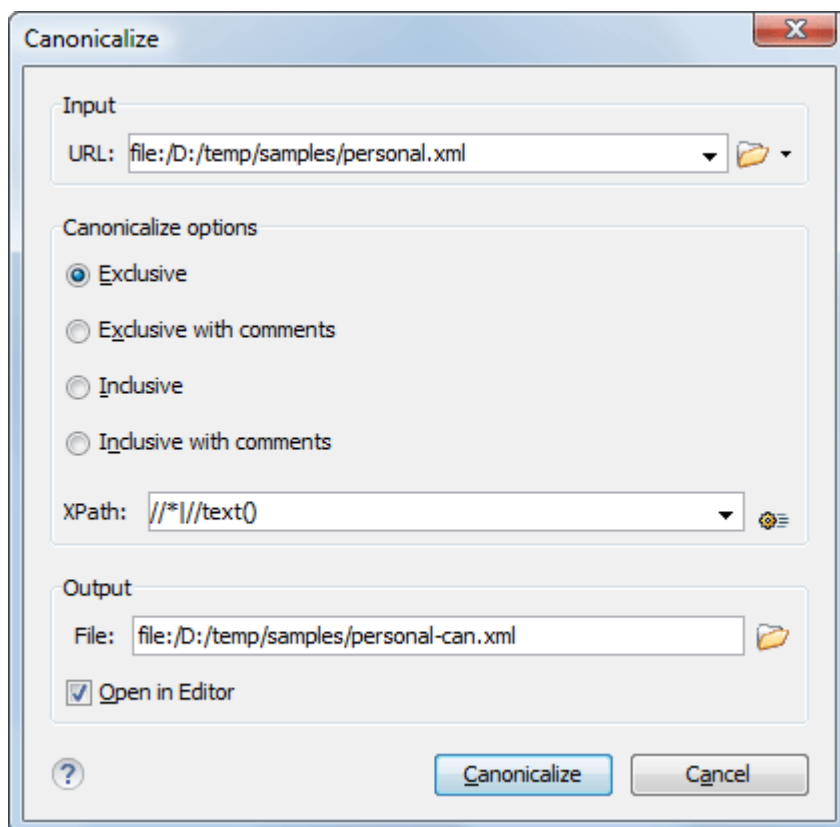 Canonicalize
Input
URL: file:/D:/temp/samples/personal.xml
Canonicalize options
Exclusive
Exclusive with comments
Inclusive
Inclusive with comments
XPath: //*|//text()
Output
File: file:/D:/temp/samples/personal-can.xml
Open in Editor
? Canonicalize Cancel